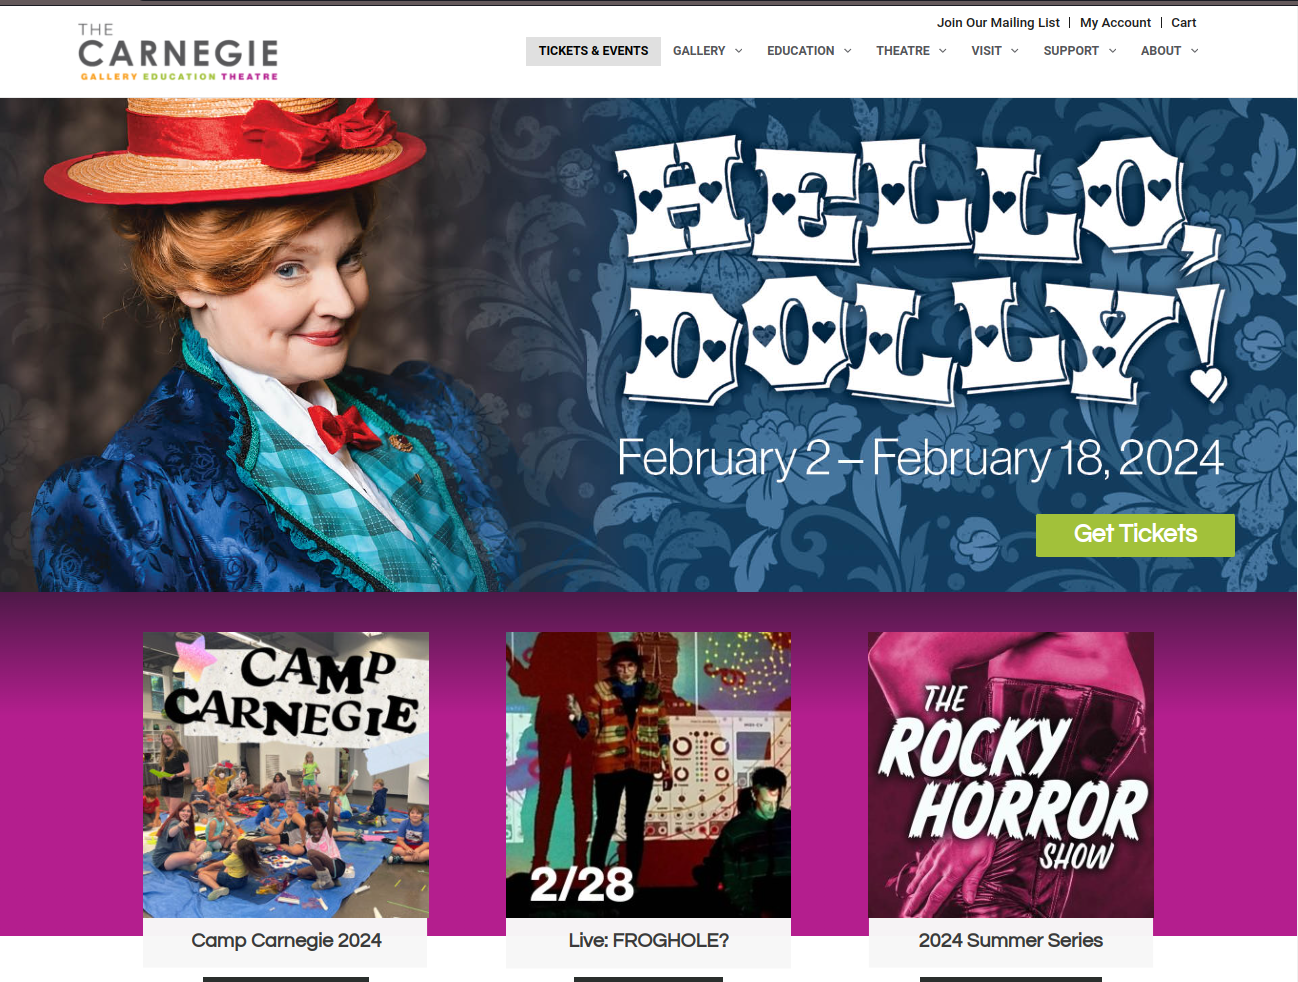 THE
CARNEGIE
GALLERY EDUCATION THEATRE
Join Our Mailing List | My Account | Cart
TICKETS & EVENTS GALLERY EDUCATION THEATRE VISIT SUPPORT ABOUT
HELLO,
DOLLY!
February 2 – February 18, 2024
Get Tickets
CAMP
CARNEGIE
2/28
THE
ROCKY
HORROR
SHOW
Camp Carnegie 2024
Live: FROGHOLE?
2024 Summer Series